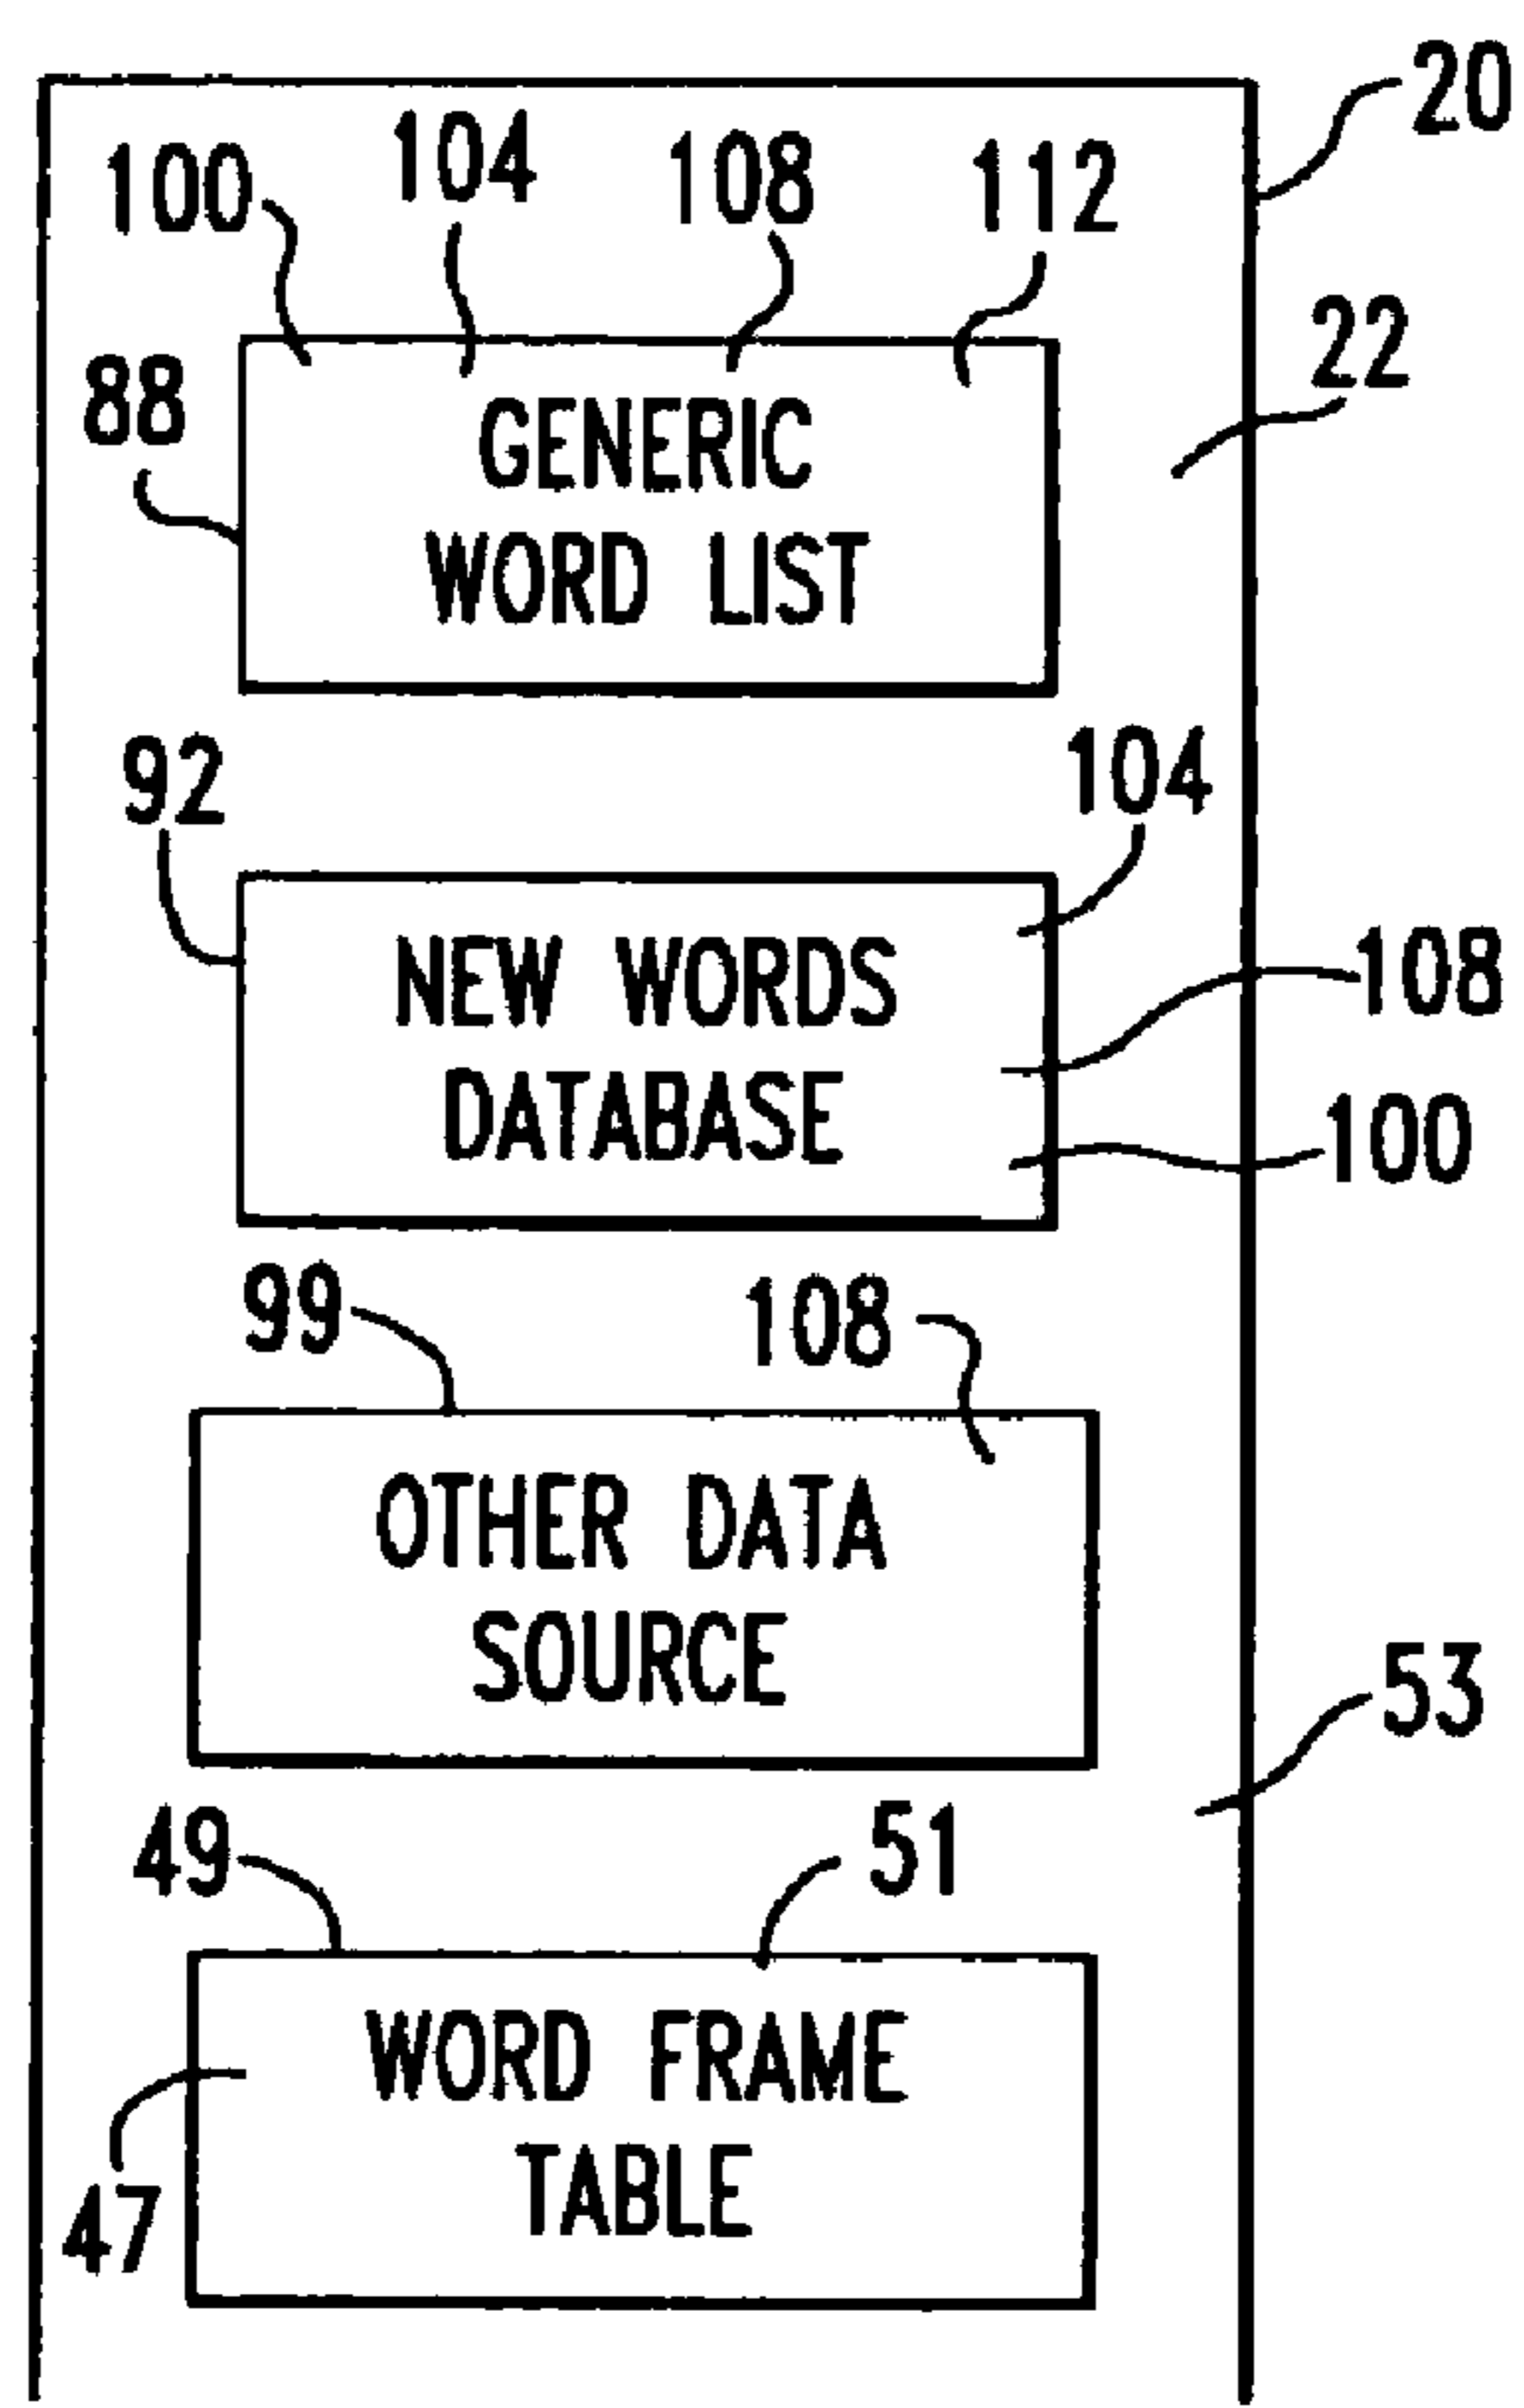 20
100 104 108 112
22
88
GENERIC
WORD LIST
92
104
NEW WORDS
108
DATABASE
100
99
108
OTHER DATA
SOURCE
53
49
51
WORD FRAME
TABLE
47